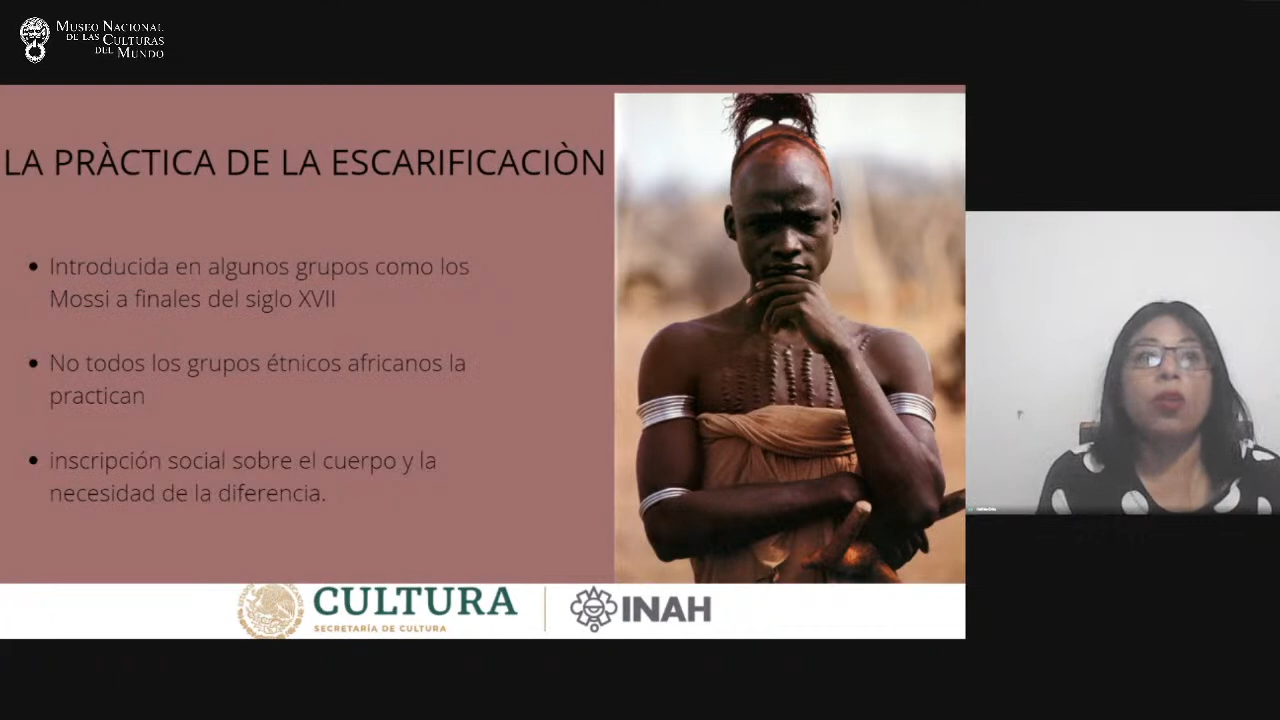 MUSEO NACIONAL
DE LAS CULTURAS
DEL MUNDO
LA PRÀCTICA DE LA ESCARIFICACIÒN
• Introducida en algunos grupos como los
Mossi a finales del siglo XVII
• No todos los grupos étnicos africanos la
practican
• inscripción social sobre el cuerpo y la
necesidad de la diferencia.
CULTURA
SECRETARÍA DE CULTURA
INAH